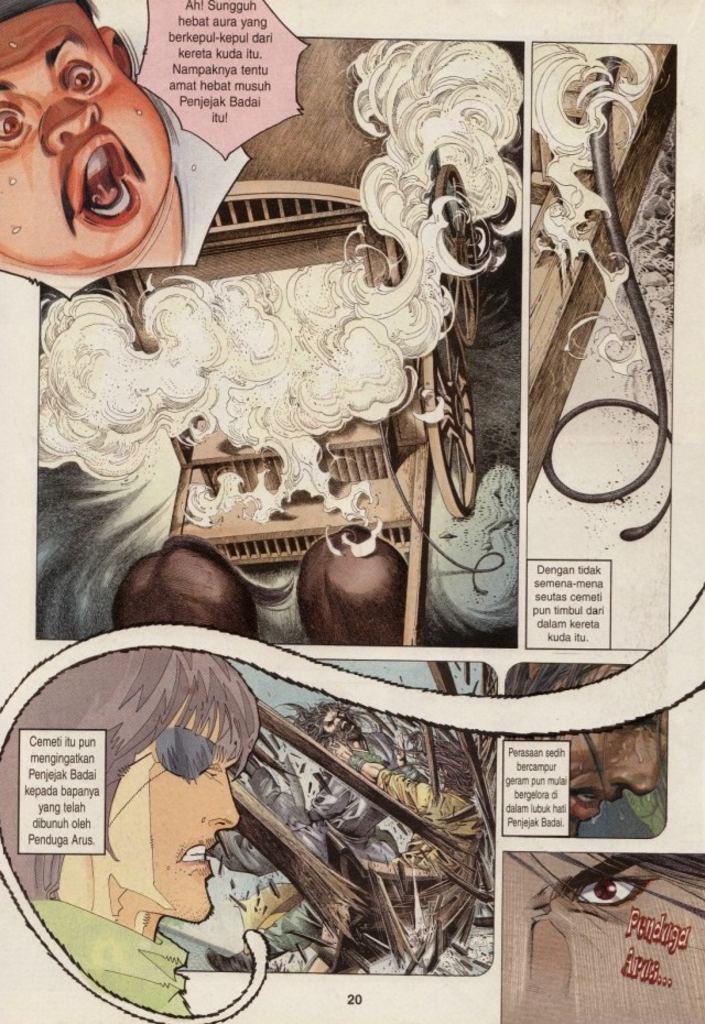 Ah! Sungguh
hebat aura yang
berkepul-kepul dari
kereta kuda itu.
Nampaknya tentu
amat hebat musuh
Penjejak Badai
itu!
Dengan tidak
semena-mena
seutas cemeti
pun timbul dari
dalam kereta
kuda itu.
Cemeti itu pun
mengingatkan
Penjejak Badai
kepada bapanya
yang telah
dibunuh oleh
Penduga Arus.
Perasaan sedih
bercampur
geram pun mulai
bergelora di
dalam lubuk hati
Penjejak Badai.
Penduga
Arus...
20